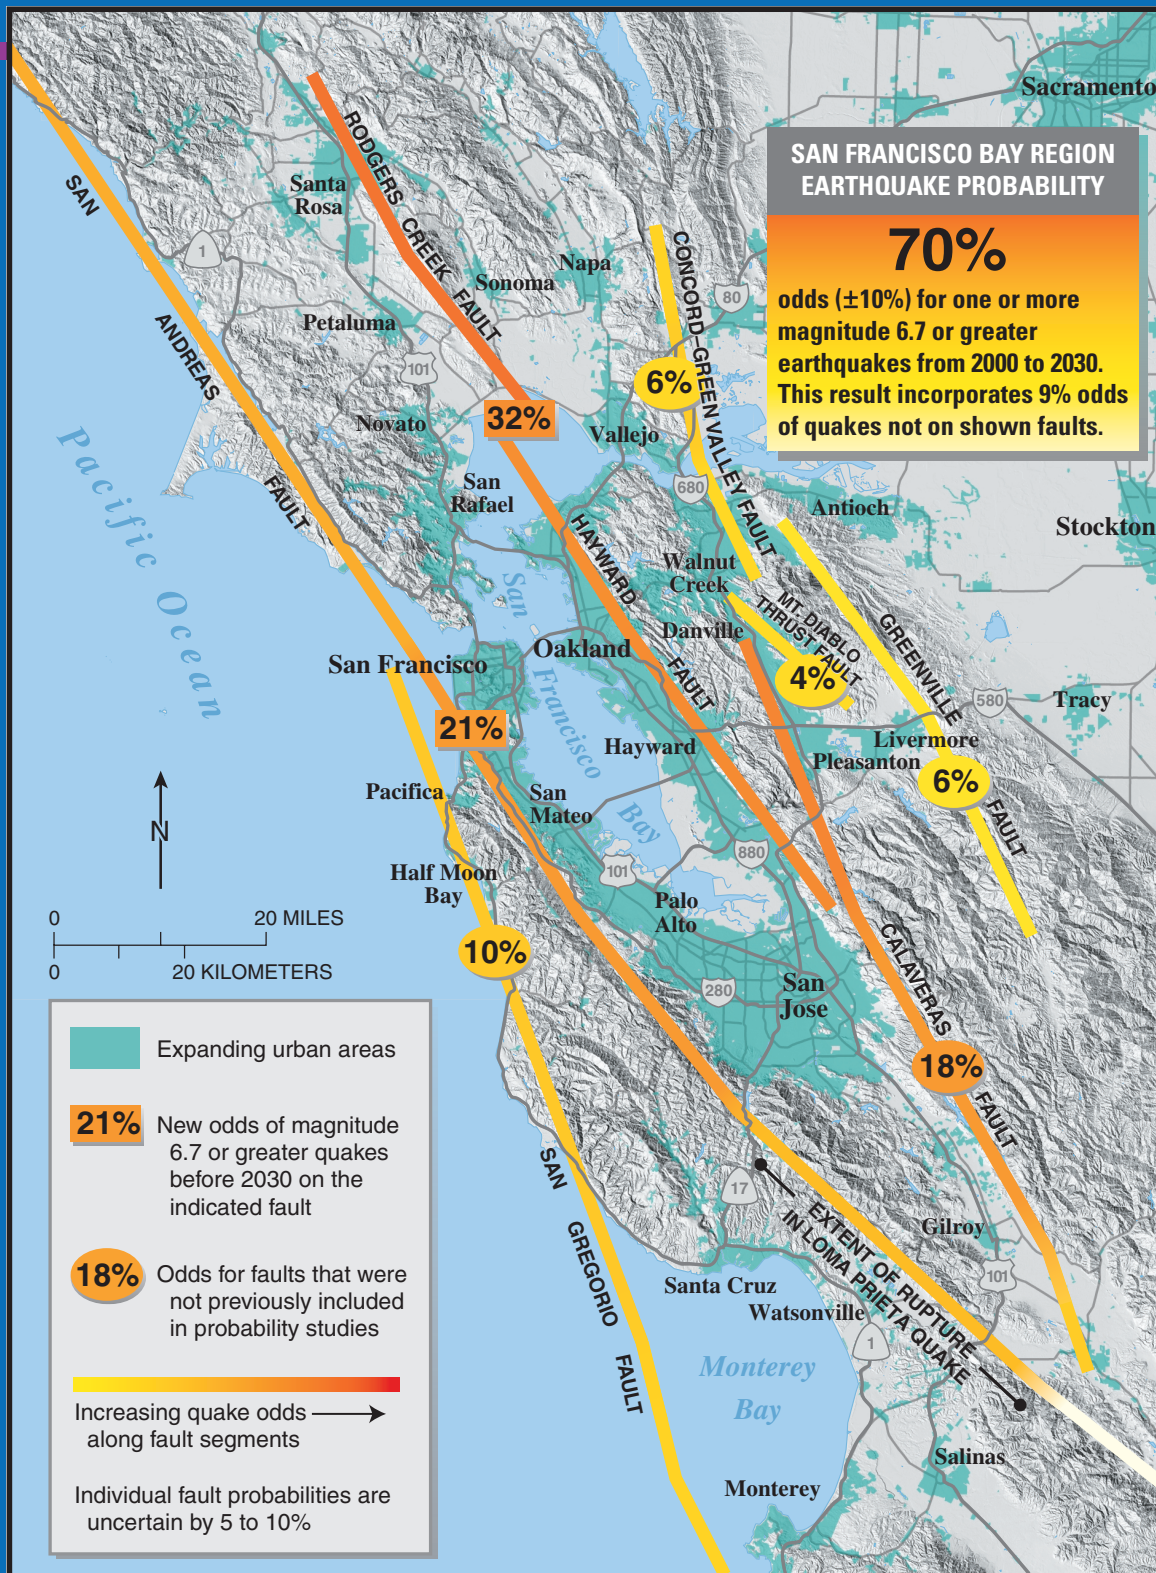 Sacramento
SAN FRANCISCO BAY REGION
EARTHQUAKE PROBABILITY
70%
odds (±10%) for one or more
magnitude 6.7 or greater
earthquakes from 2000 to 2030.
This result incorporates 9% odds
of quakes not on shown faults.
SAN
ANDREAS
FAULT
RODGERS CREEK FAULT
Santa
Rosa
1
Sonoma
Napa
CONCORD–GREEN VALLEY FAULT
80
Petaluma
101
6%
32%
Novato
Vallejo
San
Rafael
680
Antioch
Stockton
Pacific Ocean
HAYWARD
FAULT
Walnut
Creek
MT. DIABLO
THRUST FAULT
Danville
4%
GREENVILLE
FAULT
San Francisco
Oakland
San
Francisco
Bay
580
Tracy
21%
Hayward
Livermore
Pleasanton
6%
Pacifica
San
Mateo
N
880
Half Moon
Bay
101
Palo
Alto
0
20 MILES
0
20 KILOMETERS
10%
280
San
Jose
CALAVERAS
FAULT
18%
SAN
GREGORIO
FAULT
17
EXTENT OF RUPTURE
IN LOMA PRIETA QUAKE
Gilroy
101
Santa Cruz
Watsonville
1
Monterey
Bay
Salinas
Monterey
Expanding urban areas
21%
New odds of magnitude
6.7 or greater quakes
before 2030 on the
indicated fault
18%
Odds for faults that were
not previously included
in probability studies
Increasing quake odds
along fault segments
Individual fault probabilities are
uncertain by 5 to 10%